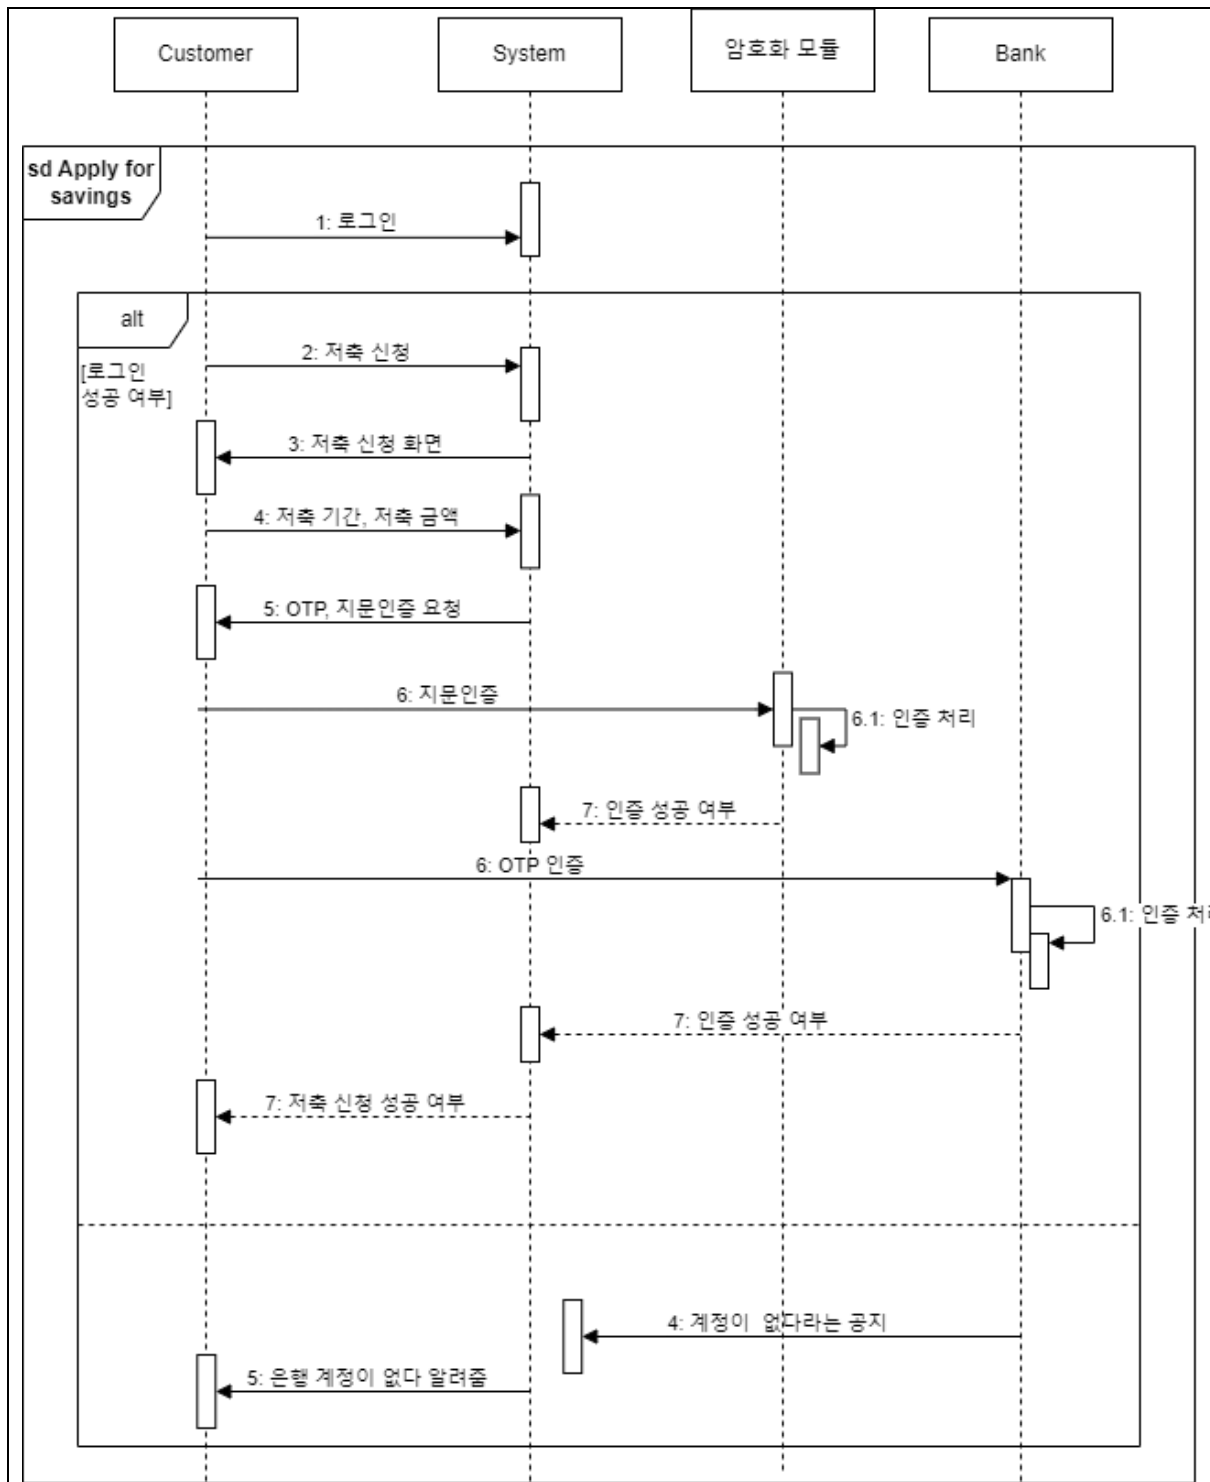 Customer
System
암호화 모듈
Bank
sd Apply for
savings
1: 로그인
alt
2: 저축 신청
[로그인
성공 여부]
3: 저축 신청 화면
4: 저축 기간, 저축 금액
5: OTP, 지문인증 요청
6: 지문인증
6.1: 인증 처리
7: 인증 성공 여부
6: OTP 인증
6.1: 인증
7: 인증 성공 여부
7: 저축 신청 성공 여부
4: 계정이 없다라는 공지
5: 은행 계정이 없다 알려줌